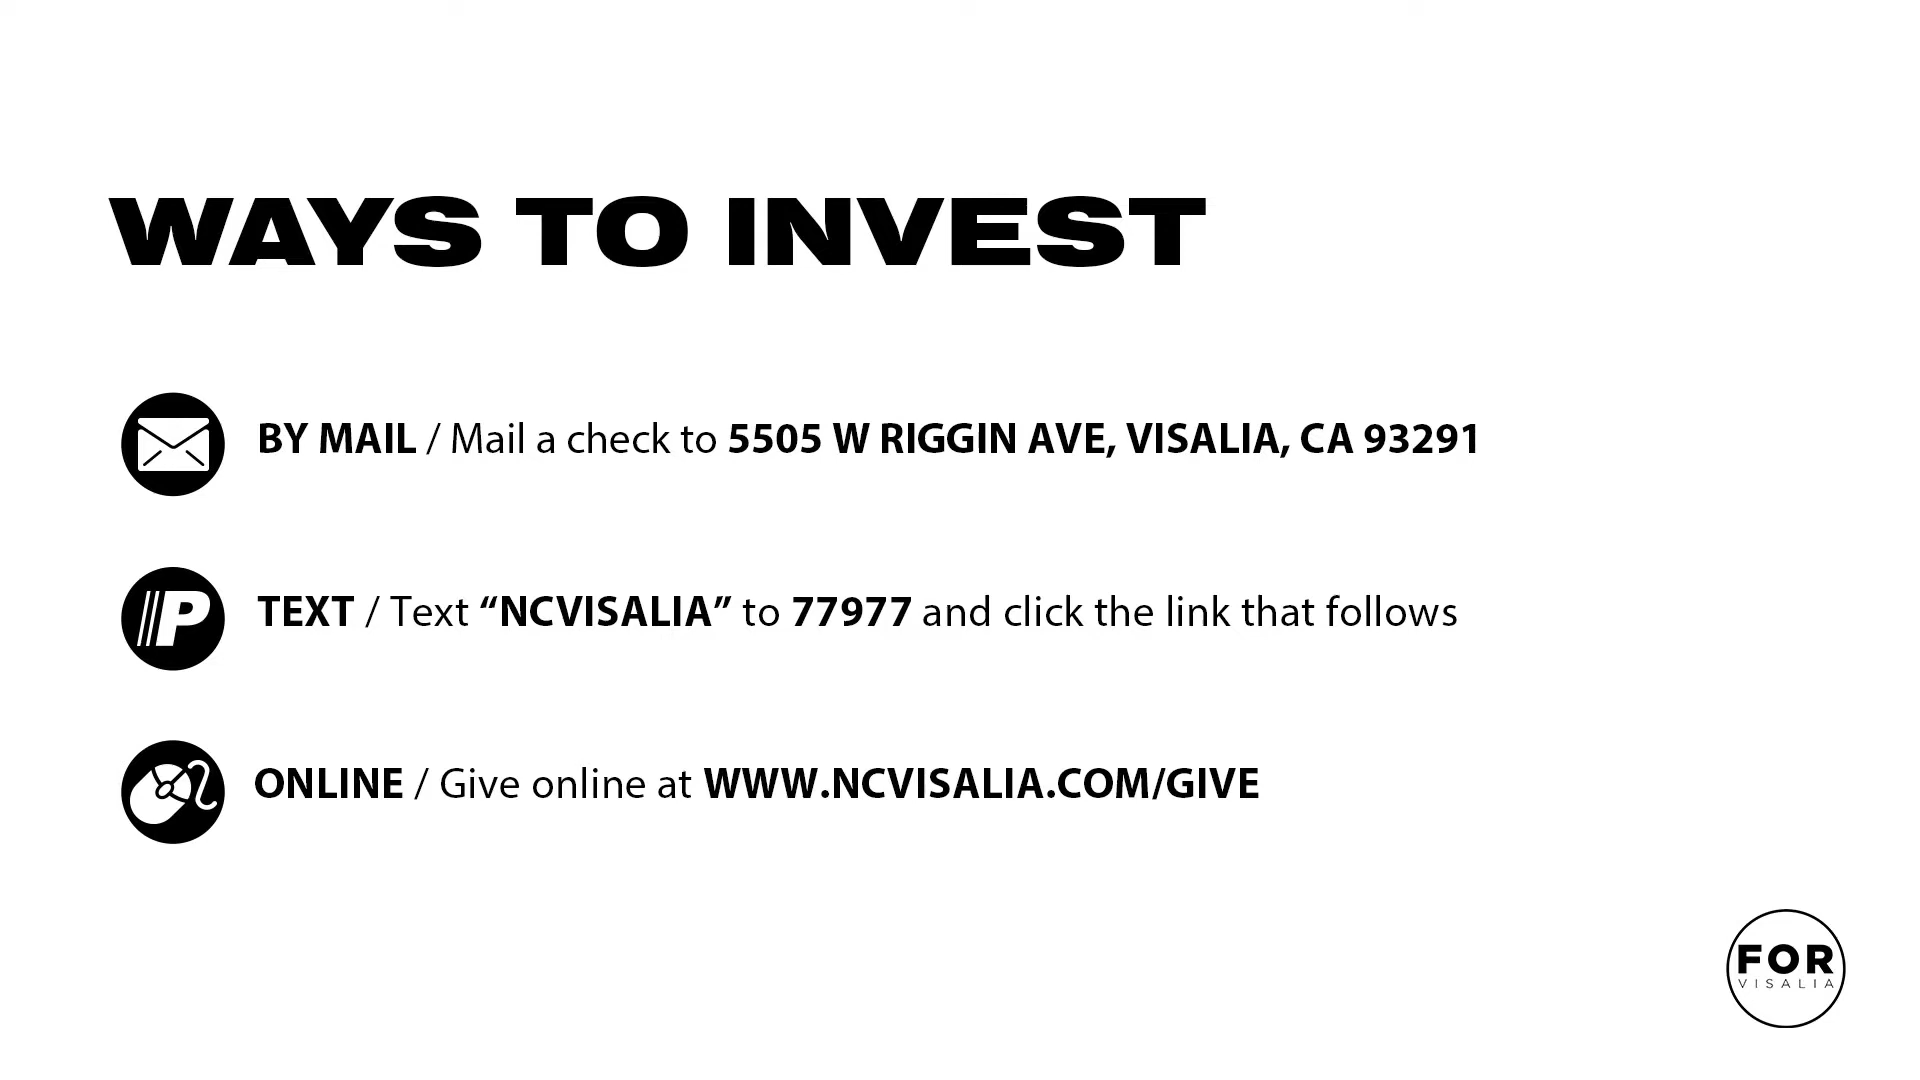 WAYS TO INVEST
BY MAIL / Mail a check to 5505 W RIGGIN AVE, VISALIA, CA 93291
P
TEXT / Text “NCVISALIA” to 77977 and click the link that follows
ONLINE / Give online at WWW.NCVISALIA.COM/GIVE
FOR
VISALIA